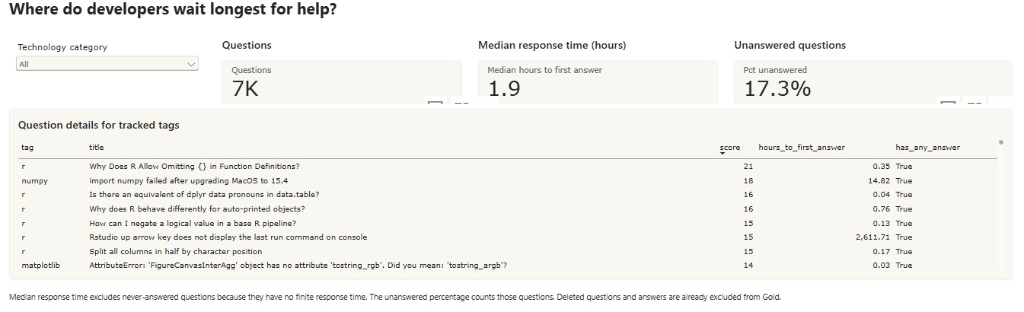 Where do developers wait longest for help?
Technology category
All
Questions
Questions
7K
Median response time (hours)
Median hours to first answer
1.9
Unanswered questions
Pct unanswered
17.3%
Question details for tracked tags
tag title score hours_to_first_answer has_any_answer
r Why Does R Allow Omitting {} in Function Definitions? 21 0.35 True
numpy import numpy failed after upgrading MacOS to 15.4 18 14.82 True
r Is there an equivalent of dplyr data pronouns in data.table? 16 0.04 True
r Why does R behave differently for auto-printed objects? 16 0.76 True
r How can I negate a logical value in a base R pipeline? 15 0.13 True
r Rstudio up arrow key does not display the last run command on console 15 2,611.71 True
r Split all columns in half by character position 15 0.17 True
matplotlib AttributeError: 'FigureCanvasInterAgg' object has no attribute 'tostring_rgb'. Did you mean: 'tostring_argb'? 14 0.03 True
Median response time excludes never-answered questions because they have no finite response time. The unanswered percentage counts those questions. Deleted questions and answers are already excluded from Gold.